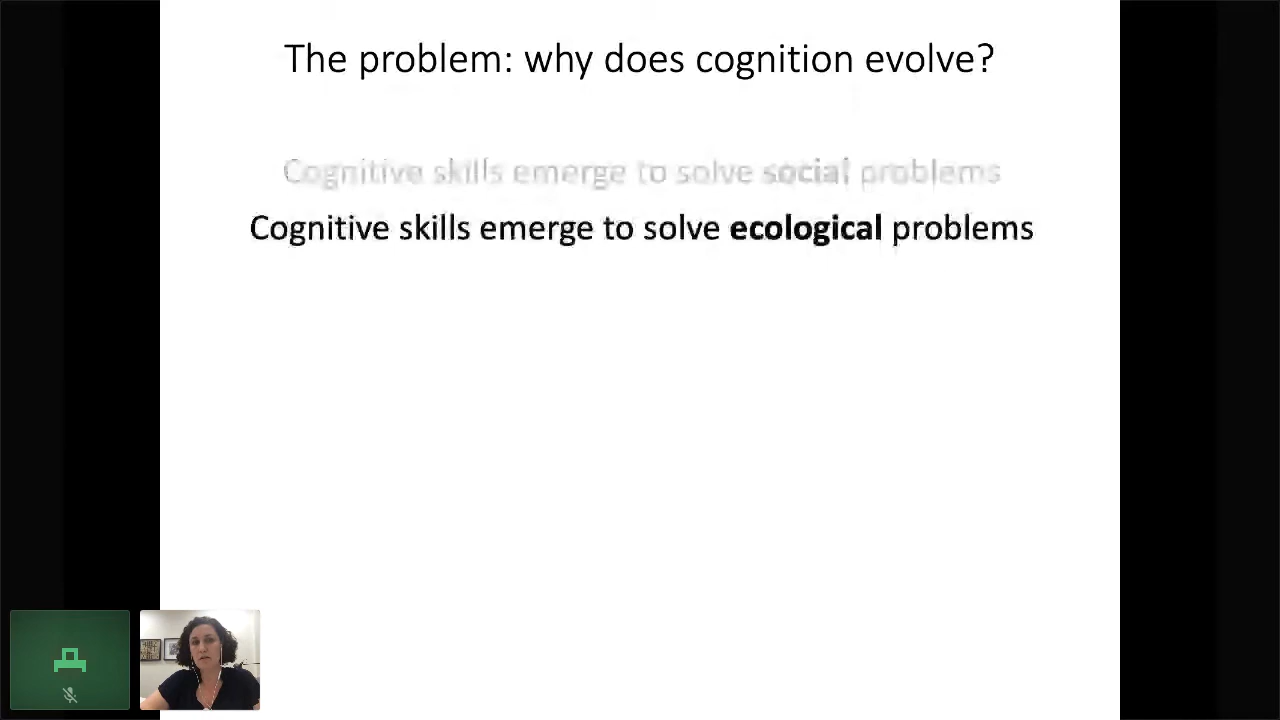 The problem: why does cognition evolve?
Cognitive skills emerge to solve social problems
Cognitive skills emerge to solve ecological problems